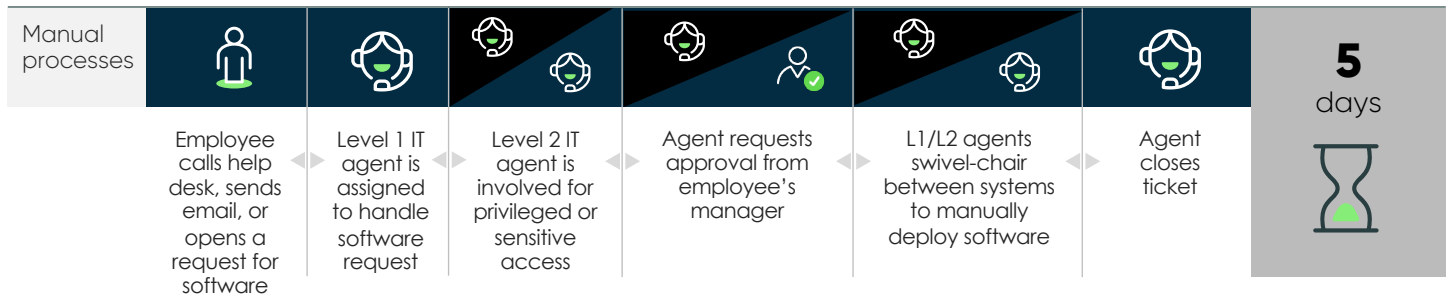 Manual
processes
Employee
calls help
desk, sends
email, or
opens a
request for
software
Level 1 IT
agent is
assigned
to handle
software
request
Level 2 IT
agent is
involved for
privileged or
sensitive
access
Agent requests
approval from
employee's
manager
L1/L2 agents
swivel-chair
between systems
to manually
deploy software
Agent
closes
ticket
5
days